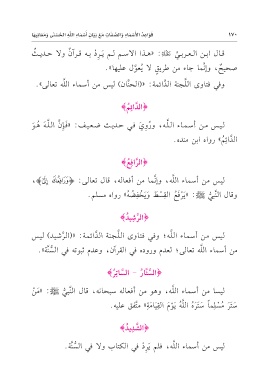 ١٧٠ قواعد الأسماء والصفات مع بيان أسماء الله الحسنى ومعانيها
قال ابن العربي رحمه الله: «هذا الاسم لم يَرِدْ به قرآنٌ ولا حديثٌ
صحيحٌ، وإنَّما جاء من طريقٍ لا يُعوَّل عليها».
وفي فتاوى اللَّجنة الدَّائمة: «(الحنَّان) ليس من أسماء الله تعالى».
﴿الدَّائِمُ﴾
ليس من أسماء الله، ورُوِيَ في حديث ضعيف: «فَإِنَّ اللهَ هُوَ
الدَّائِمُ» رواه ابن منده.
﴿الرَّافِعُ﴾
ليس من أسماء الله، وإنَّما من أفعاله، قال تعالى: ﴿وَرَافِعُكَ إِلَيَّ﴾،
وقال النَّبيُّ ﷺ: «يَرْفَعُ القِسْطَ وَيَخْفِضُهُ» رواه مسلم.
﴿الرَّشِيدُ﴾
ليس من أسماء الله؛ وفي فتاوى اللَّجنة الدَّائمة: «(الرَّشيد) ليس
من أسماء الله تعالى؛ لعدم وروده في القرآن، وعدم ثبوته في السُّنَّة».
﴿السَّتَّارُ - السَّاتِرُ﴾
ليسا من أسماء الله، وهو من أفعاله سبحانه، قال النَّبيُّ ﷺ: «مَنْ
سَتَرَ مُسْلِماً سَتَرَهُ اللهُ يَوْمَ القِيَامَةِ» متَّفق عليه.
﴿الشَّدِيدُ﴾
ليس من أسماء الله، فلم يَرِدْ في الكتاب ولا في السُّنَّة.